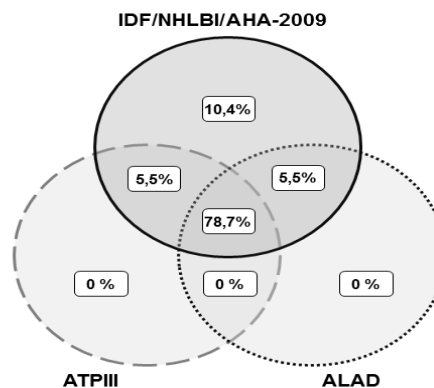 IDF/NHLBI/AHA-2009
10,4%
5,5%
5,5%
78,7%
0 %
0 %
0 %
ATPIII
ALAD